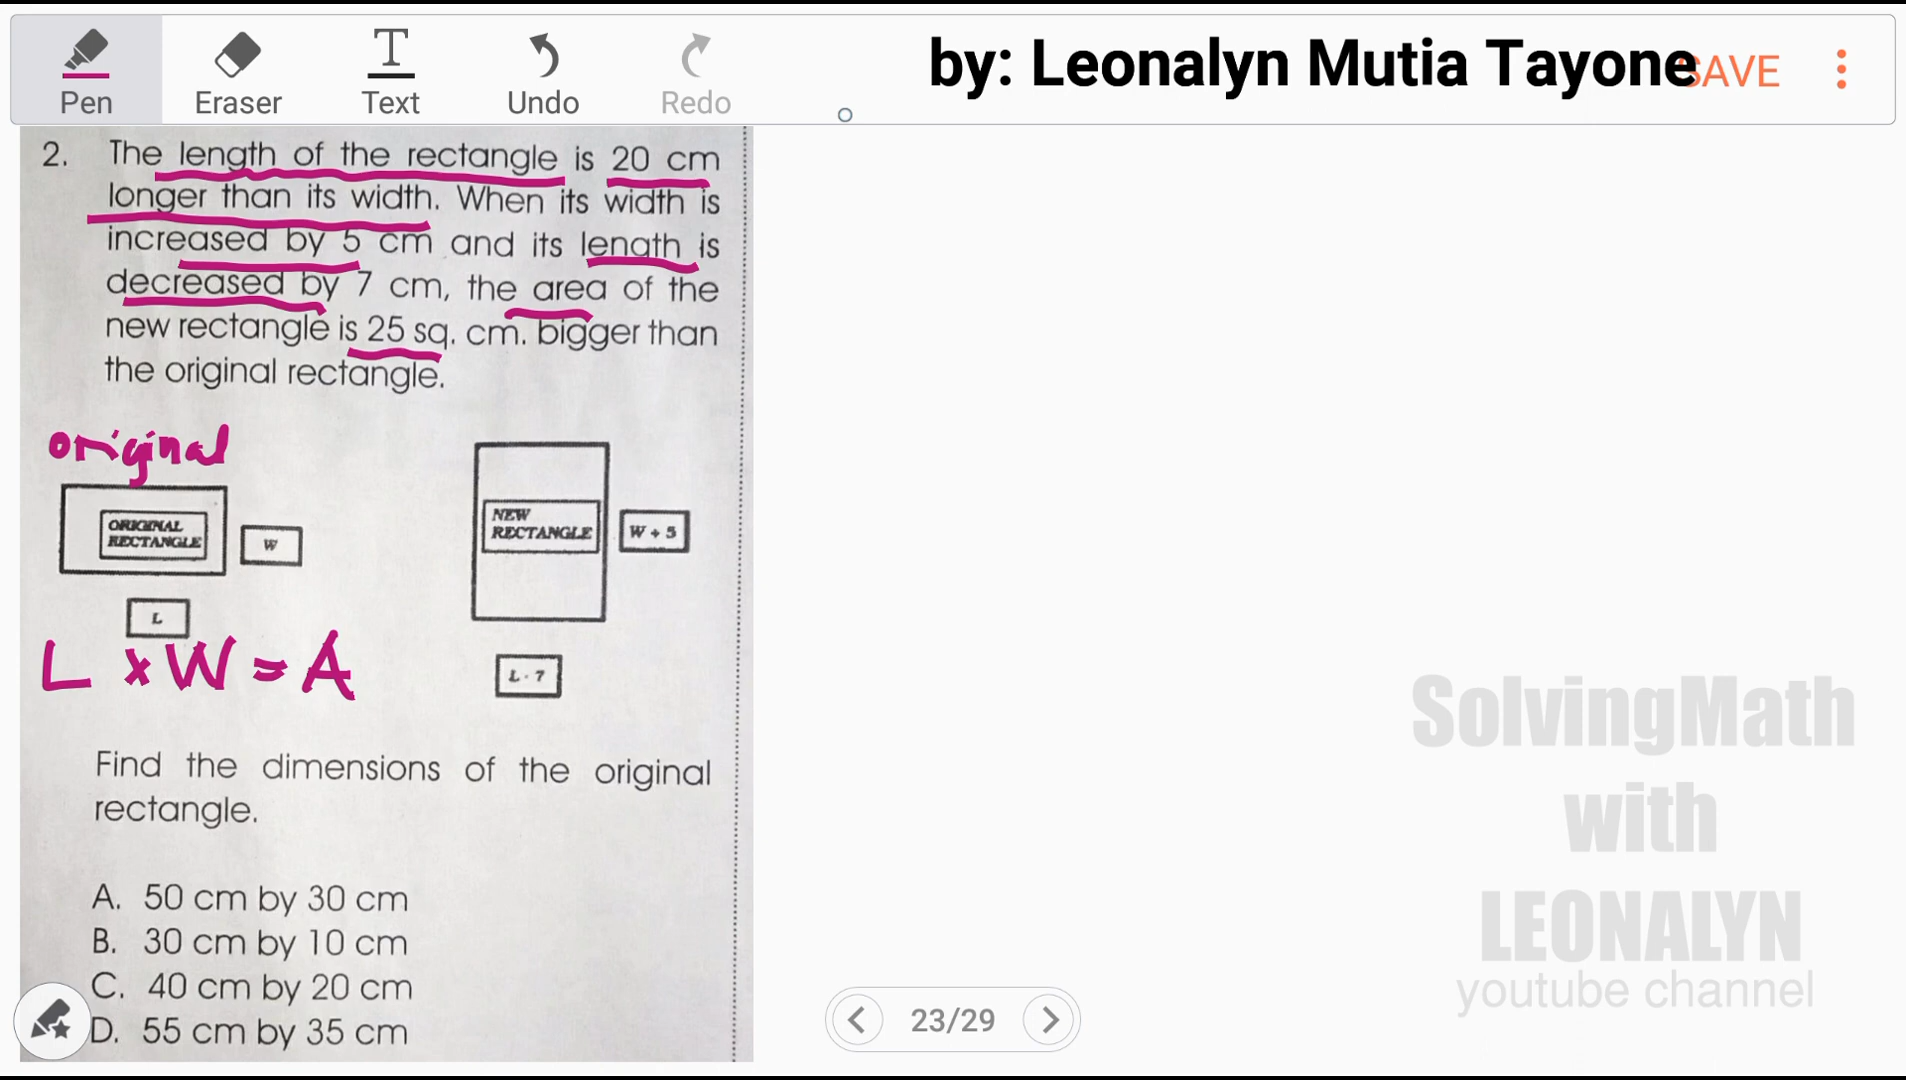 Pen
Eraser
Text
Undo
Redo
by: Leonalyn Mutia Tayone
SAVE
2. The length of the rectangle is 20 cm
longer than its width. When its width is
increased by 5 cm and its length is
decreased by 7 cm, the area of the
new rectangle is 25 sq. cm. bigger than
the original rectangle.
original
ORIGINAL
RECTANGLE
W
L
NEW
RECTANGLE
W + 5
L - 7
L x W = A
Find the dimensions of the original
rectangle.
A. 50 cm by 30 cm
B. 30 cm by 10 cm
C. 40 cm by 20 cm
D. 55 cm by 35 cm
23/29
SolvingMath
with
LEONALYN
youtube channel